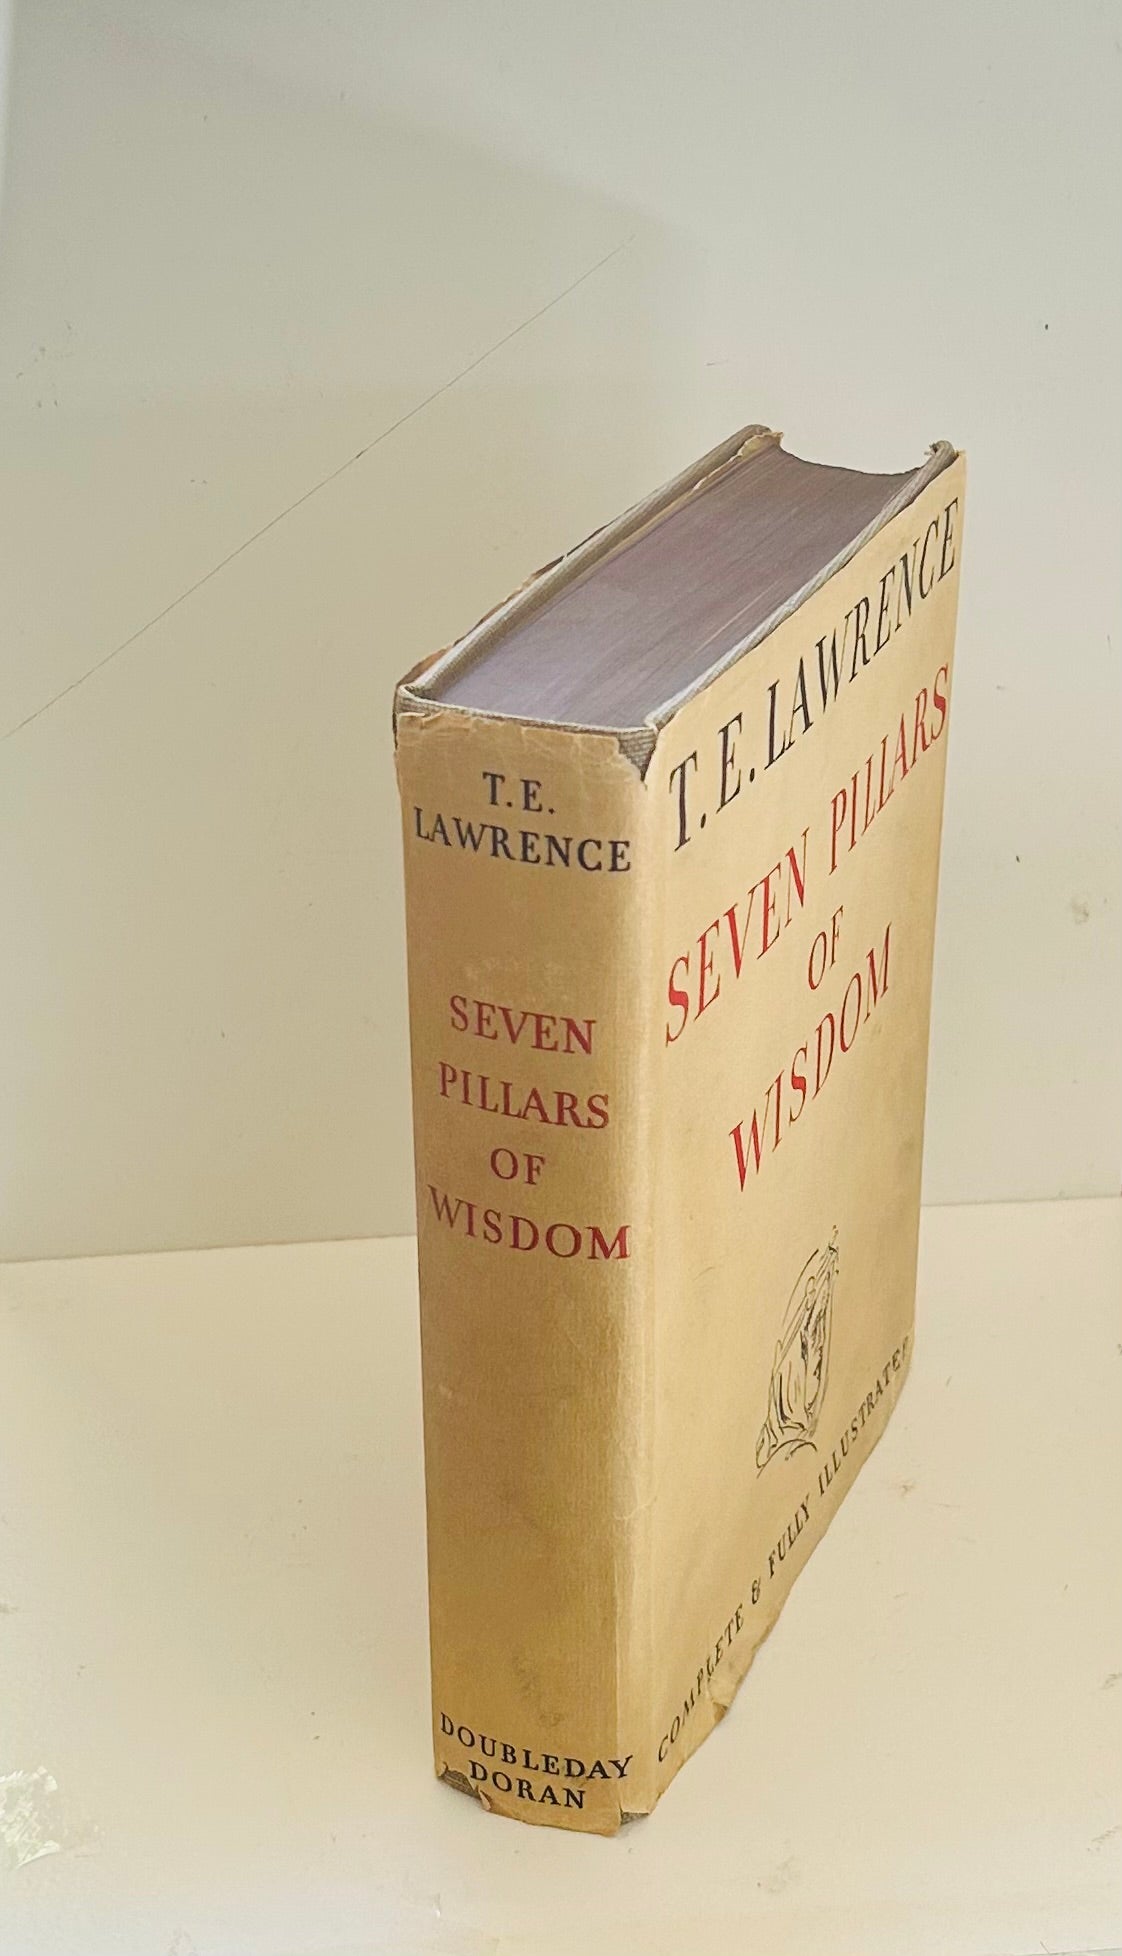 T.E.
LAWRENCE
SEVEN
PILLARS
OF
WISDOM
DOUBLEDAY
DORAN
T. E. LAWRENCE
SEVEN PILLARS
OF
WISDOM
COMPLETE & FULLY ILLUSTRATED